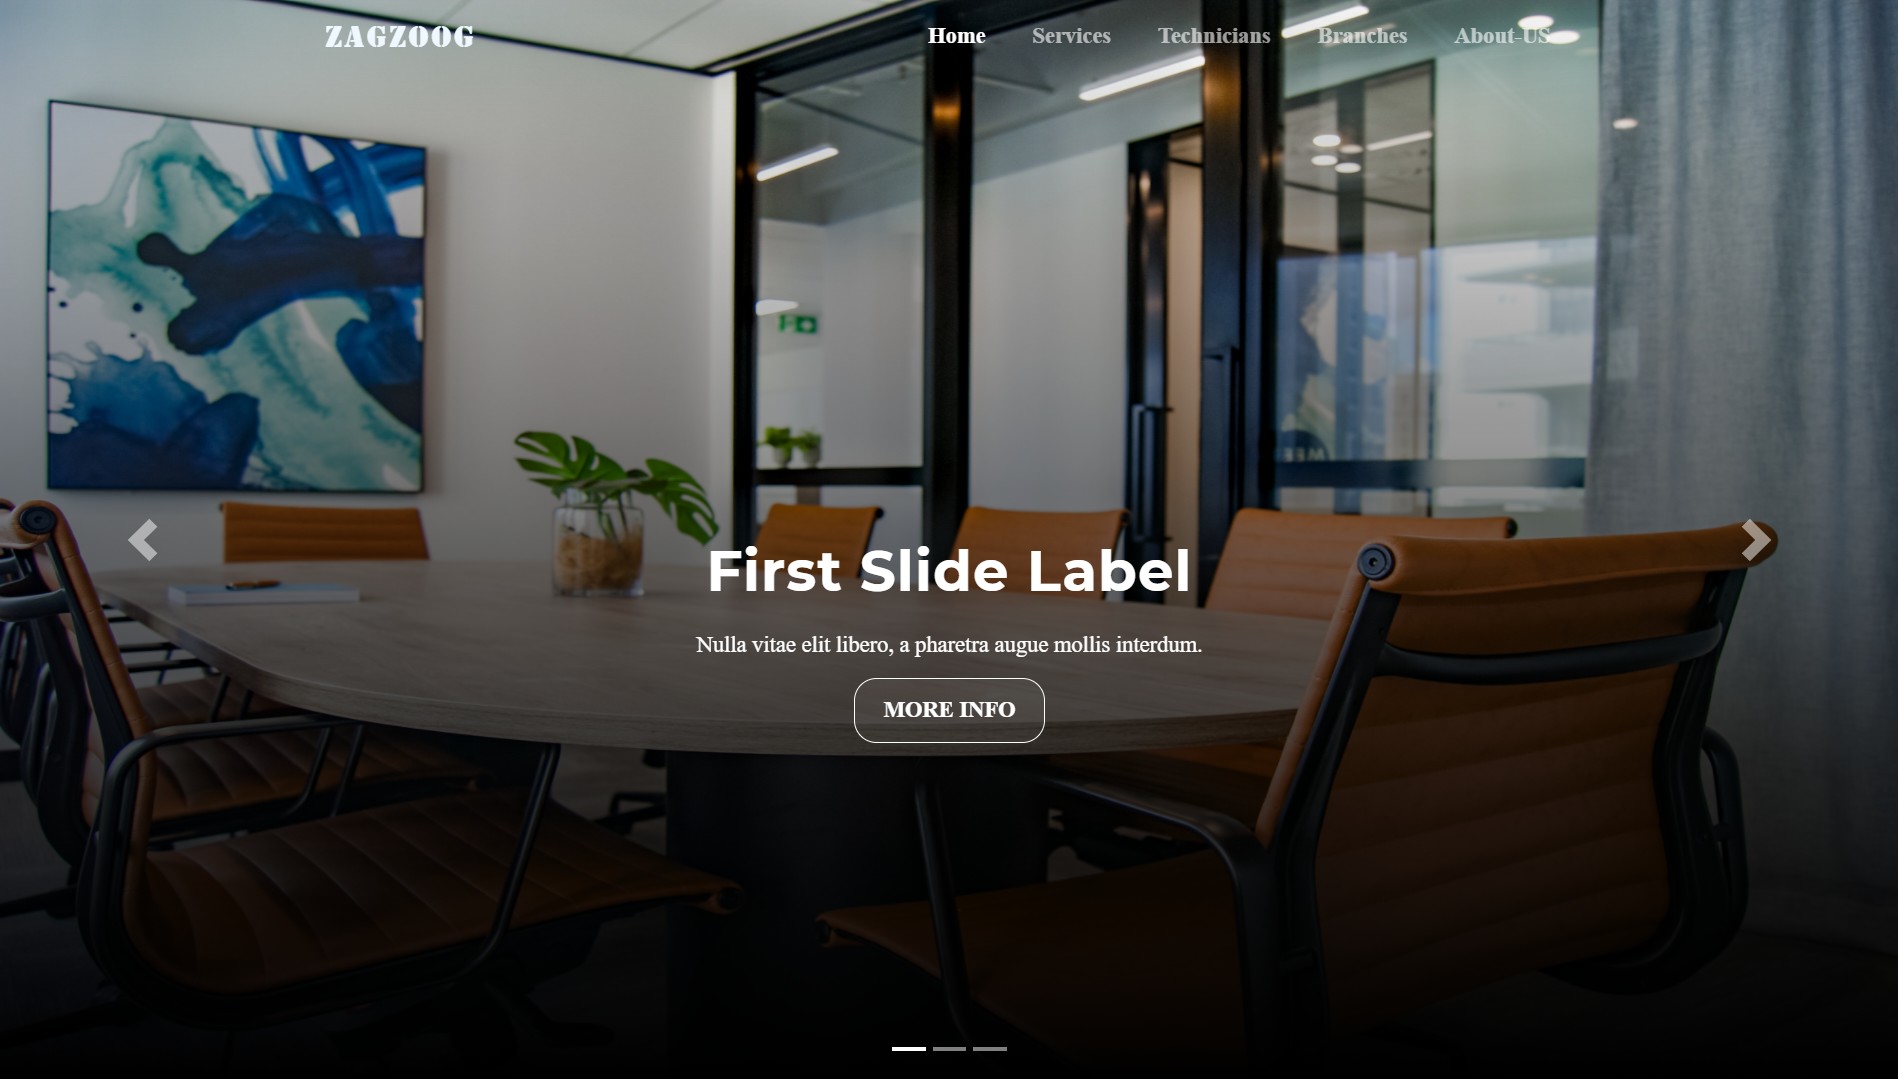 ZAGZOOG
Home Services Technicians Branches About-US
First Slide Label
Nulla vitae elit libero, a pharetra augue mollis interdum.
MORE INFO